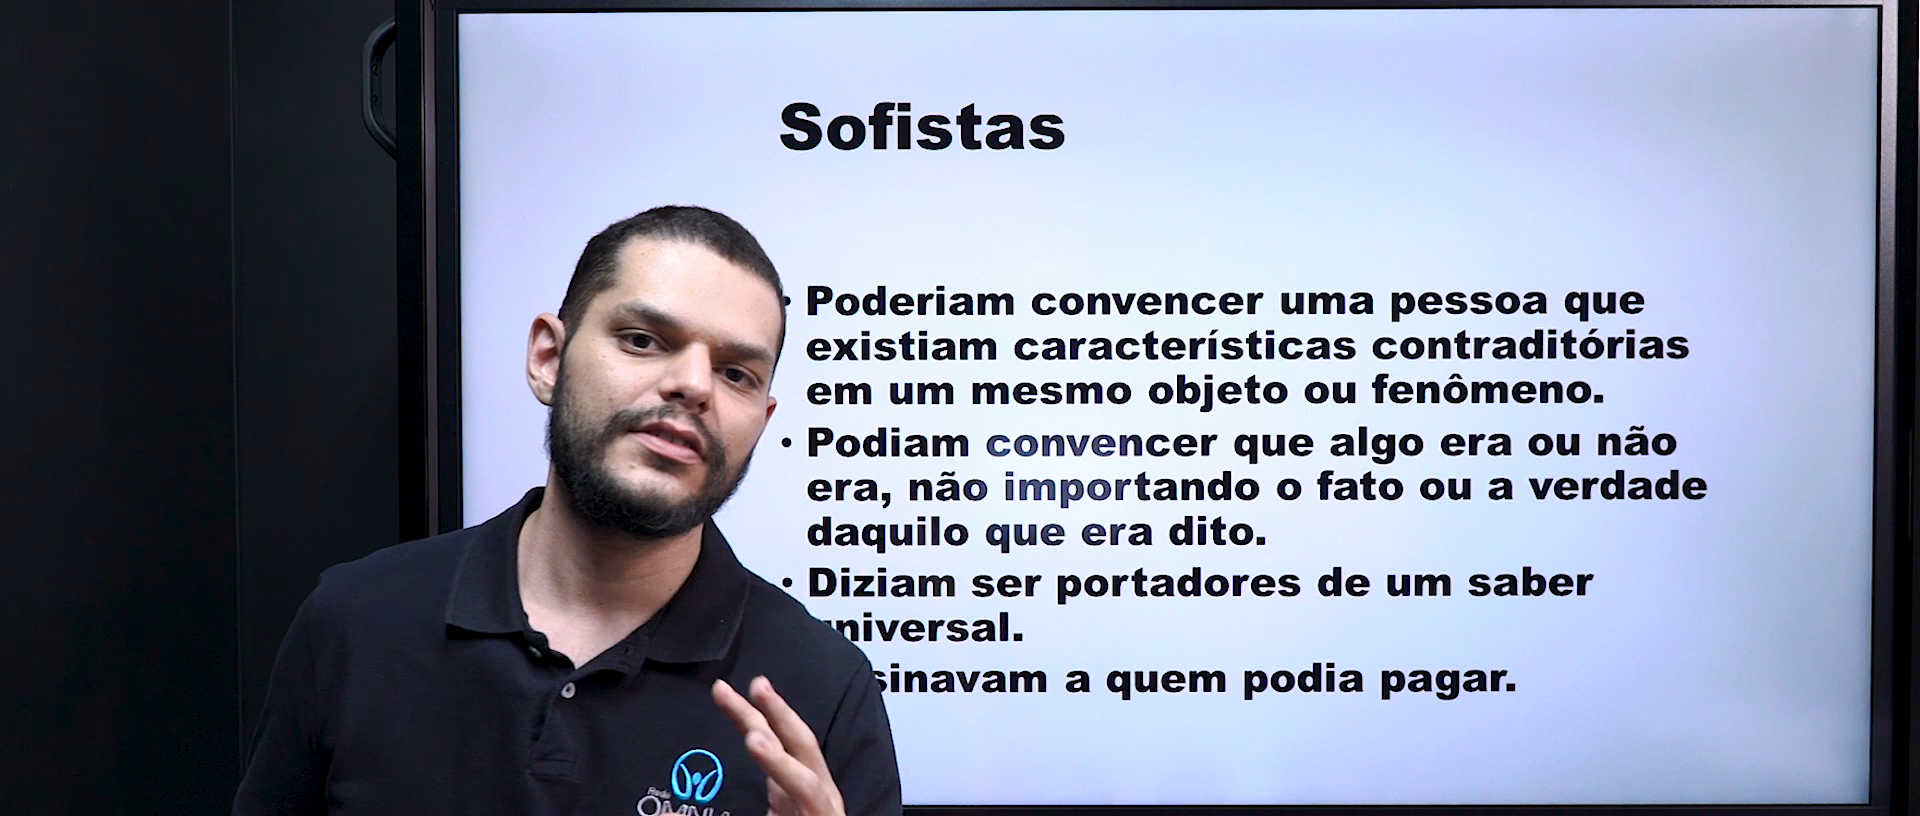 Sofistas
• Poderiam convencer uma pessoa que
existiam características contraditórias
em um mesmo objeto ou fenômeno.
• Podiam convencer que algo era ou não
era, não importando o fato ou a verdade
daquilo que era dito.
• Diziam ser portadores de um saber
niversal.
sinavam a quem podia pagar.
Rede